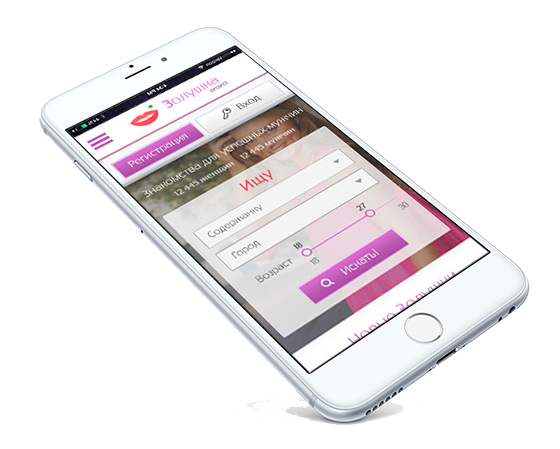 Золушка
project
Регистрация
Вход
Знакомства для успешных мужчин
12 445 женщин 12 445 мужчин
Ищу
Содержанку
Город
Возраст 18 27 30
18
Искать!
Новые Золушки